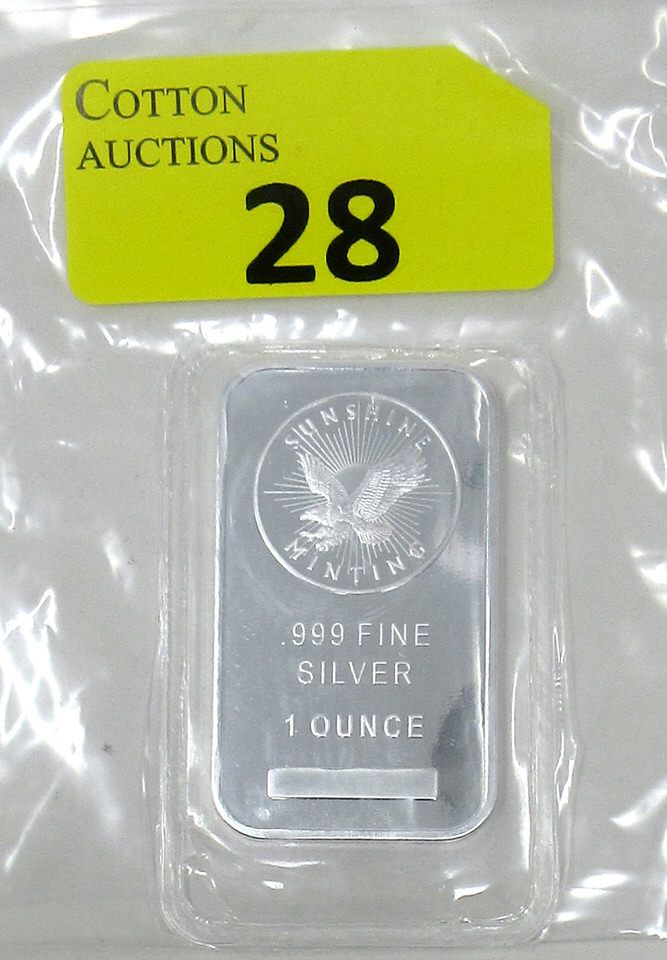 COTTON
AUCTIONS
28
SUNSHINE
MINTING
.999 FINE
SILVER
1 OUNCE